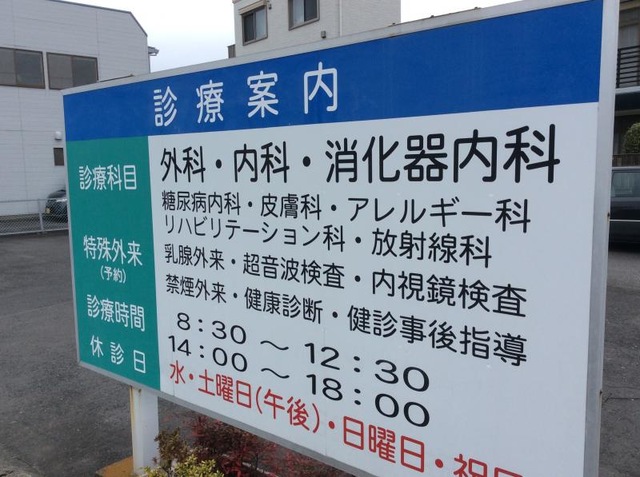 診療案内
診療科目
外科・内科・消化器内科
糖尿病内科・皮膚科・アレルギー科
リハビリテーション科・放射線科
特殊外来
(予約)
乳腺外来・超音波検査・内視鏡検査
禁煙外来・健康診断・健診事後指導
診療時間
8:30 ～ 12:30
14:00 ～ 18:00
休診日
水・土曜日(午後)・日曜日・祝日